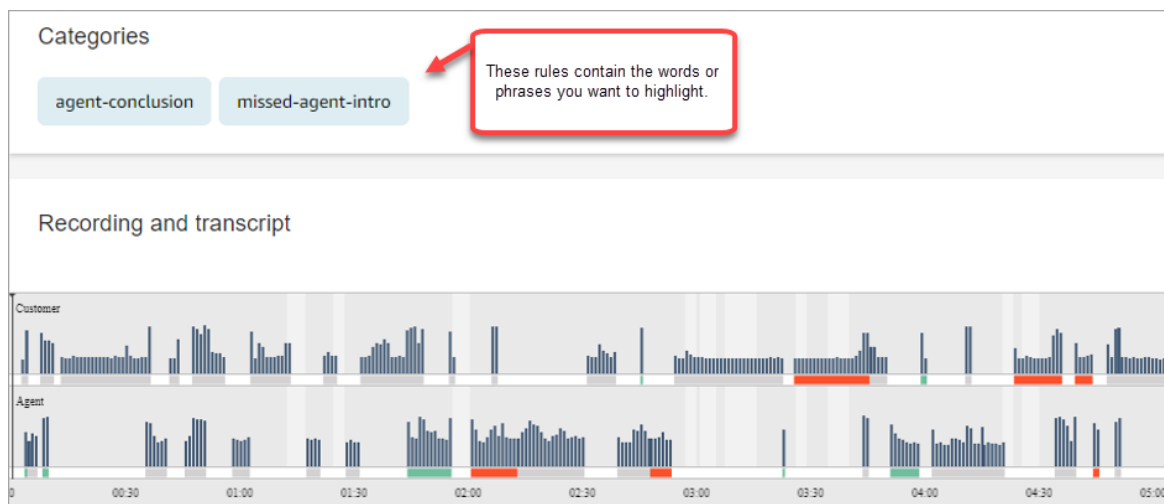 Categories
These rules contain the words or
phrases you want to highlight.
agent-conclusion missed-agent-intro
Recording and transcript
Customer
Agent
0 00:30 01:00 01:30 02:00 02:30 03:00 03:30 04:00 04:30 05:00